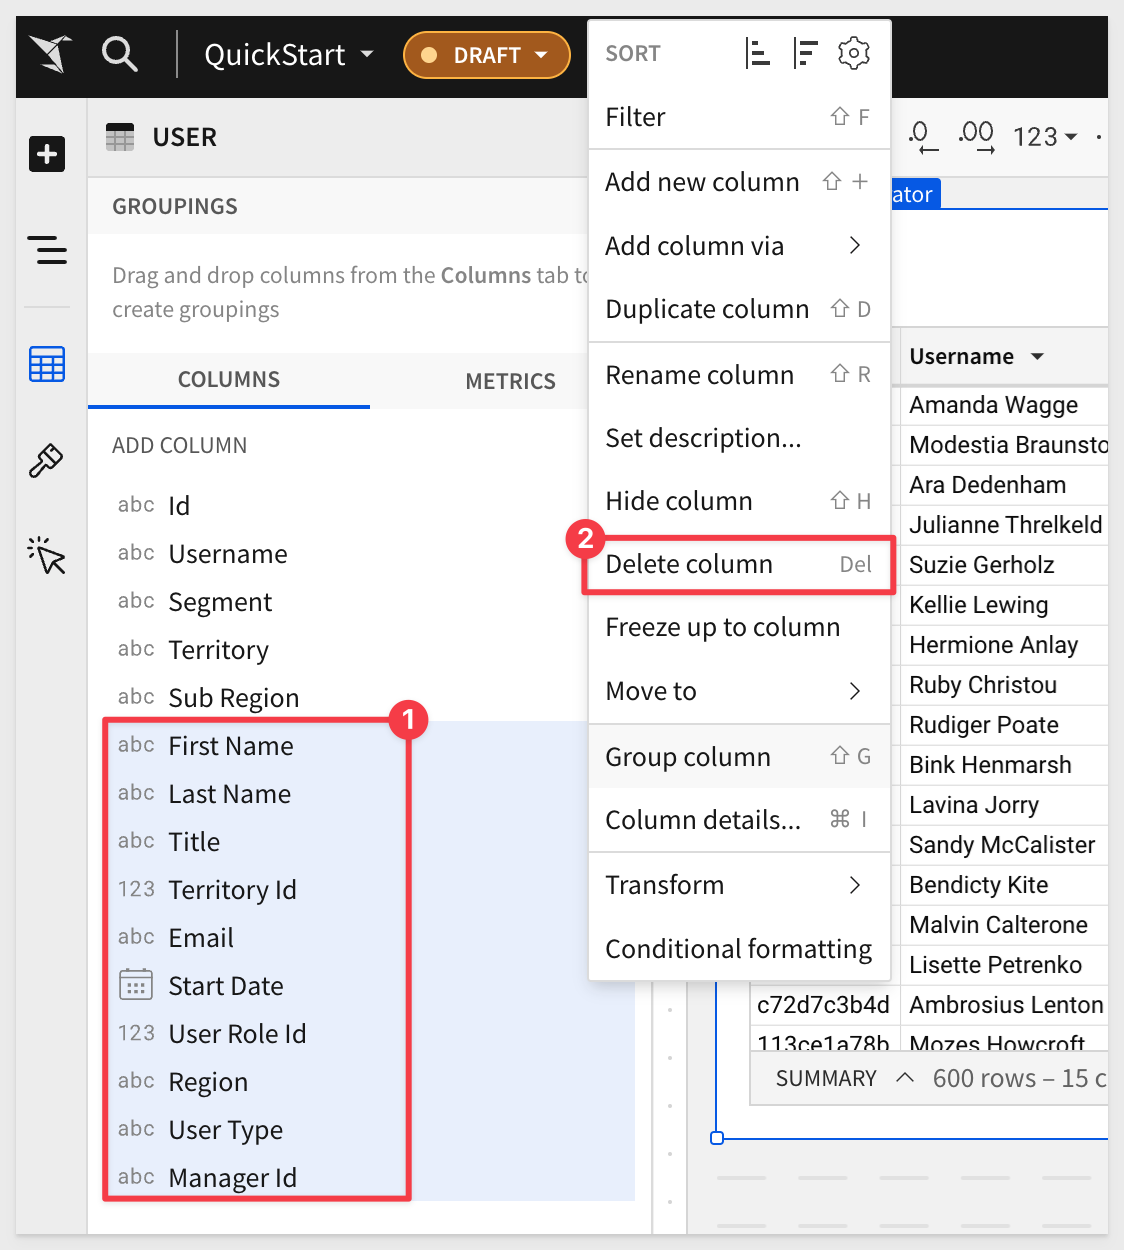 QuickStart
DRAFT
USER
GROUPINGS
Drag and drop columns from the Columns tab to
create groupings
COLUMNS
METRICS
ADD COLUMN
abc Id
abc Username
abc Segment
abc Territory
abc Sub Region
1
abc First Name
abc Last Name
abc Title
123 Territory Id
abc Email
Start Date
123 User Role Id
abc Region
abc User Type
abc Manager Id
SORT
Filter ⇧ F
Add new column ⇧ +
Add column via
Duplicate column ⇧ D
Rename column ⇧ R
Set description...
Hide column ⇧ H
2
Delete column Del
Freeze up to column
Move to
Group column ⇧ G
Column details... ⌘ I
Transform
Conditional formatting
.0 .00 123
ator
Username
Amanda Wagge
Modestia Braunsto
Ara Dedenham
Julianne Threlkeld
Suzie Gerholz
Kellie Lewing
Hermione Anlay
Ruby Christou
Rudiger Poate
Bink Henmarsh
Lavina Jorry
Sandy McCalister
Bendicty Kite
Malvin Calterone
Lisette Petrenko
c72d7c3b4d Ambrosius Lenton
113ce1a78b Mozes Howcroft
SUMMARY 600 rows – 15 c